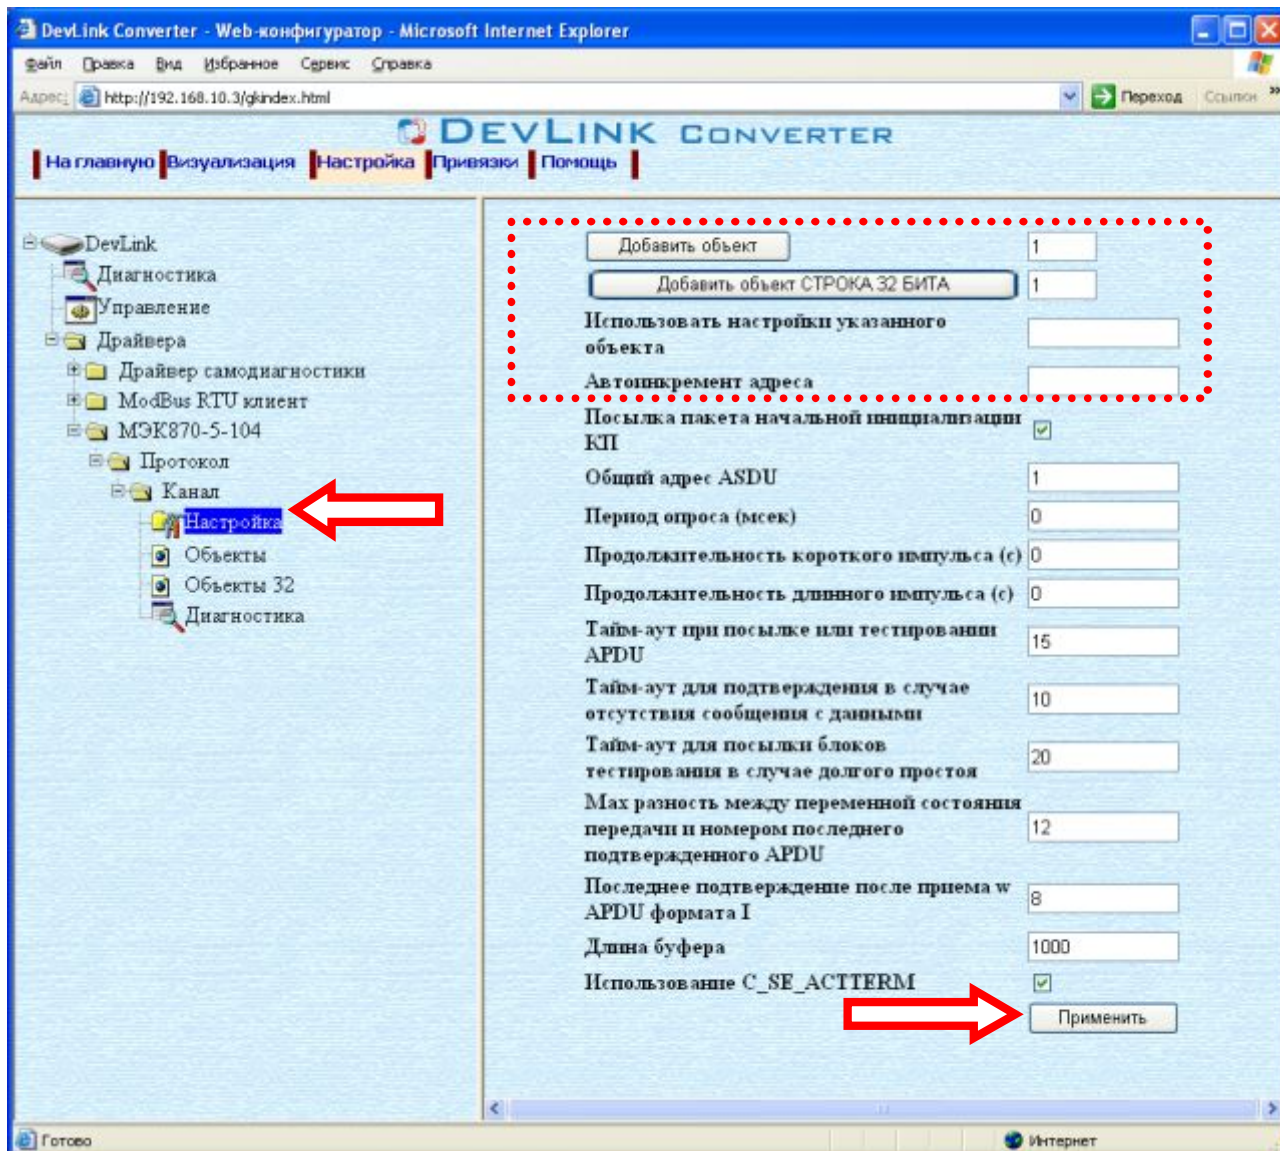 DevLink Converter - Web-конфигуратор - Microsoft Internet Explorer
Файл Правка Вид Избранное Сервис Справка
Адрес: http://192.168.10.3/gkindex.html Переход Ссылки »
DEVLINK CONVERTER
На главную Визуализация Настройка Привязки Помощь
DevLink
Диагностика
Управление
Драйвера
Драйвер самодиагностики
ModBus RTU клиент
МЭК870-5-104
Протокол
Канал
Настройка
Объекты
Объекты 32
Диагностика
Добавить объект 1
Добавить объект СТРОКА 32 БИТА 1
Использовать настройки указанного
объекта
Автоинкремент адреса
Посылка пакета начальной инициализации
КП
Общий адрес ASDU 1
Период опроса (мсек) 0
Продолжительность короткого импульса (с) 0
Продолжительность длинного импульса (с) 0
Тайм-аут при посылке или тестировании
APDU 15
Тайм-аут для подтверждения в случае
отсутствия сообщения с данными 10
Тайм-аут для посылки блоков
тестирования в случае долгого простоя 20
Мах разность между переменной состояния
передачи и номером последнего 12
подтвержденного APDU
Последнее подтверждение после приема w
APDU формата I 8
Длина буфера 1000
Использование C_SE_ACTTERM
Применить
Готово Интернет